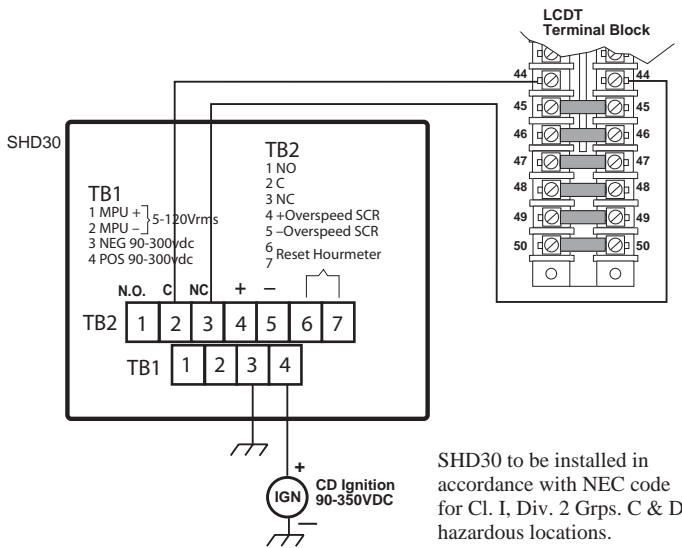 LCDT
Terminal Block
44 44
45 45
46 46
47 47
48 48
49 49
50 50
SHD30
TB1
1 MPU +
2 MPU –
5-120Vrms
3 NEG 90-300vdc
4 POS 90-300vdc
TB2
1 NO
2 C
3 NC
4 +Overspeed SCR
5 –Overspeed SCR
6
7
Reset Hourmeter
N.O. C NC + –
TB2 1 2 3 4 5 6 7
TB1 1 2 3 4
+
IGN
CD Ignition
90-350VDC
–
SHD30 to be installed in
accordance with NEC code
for Cl. I, Div. 2 Grps. C & D
hazardous locations.